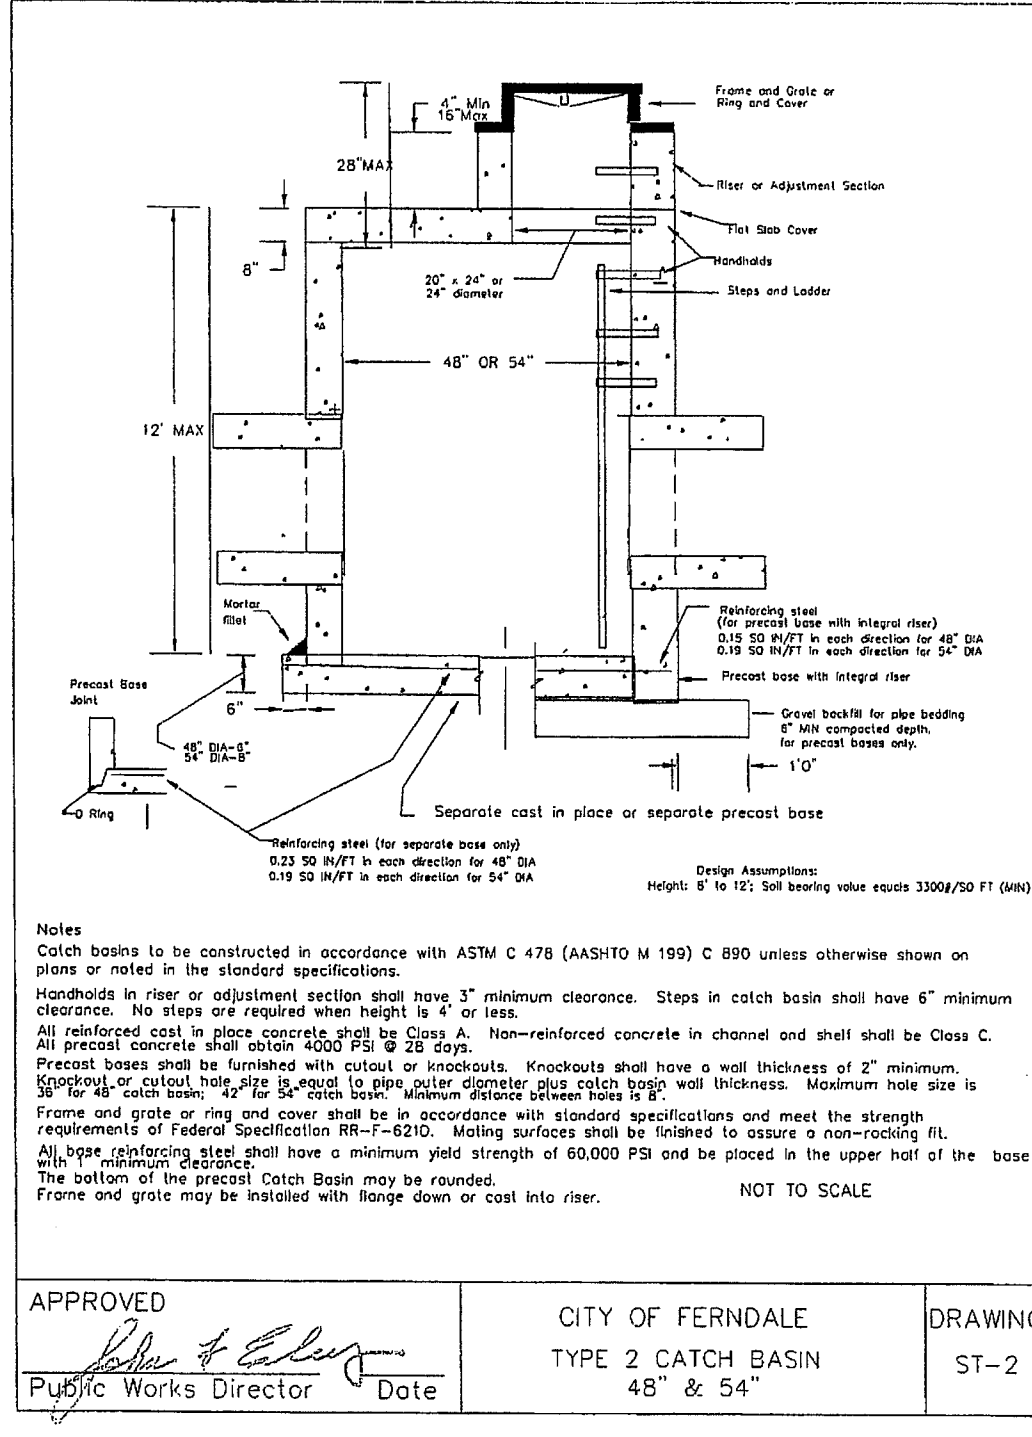 Frame and Grate or
Ring and Cover
4" Min
16"Max
28"MAX
Riser or Adjustment Section
Flat Slab Cover
8"
Handholds
20" x 24" or
24" diameter
Steps and Ladder
48" OR 54"
12' MAX
Mortar
fillet
Reinforcing steel
(for precast base with integral riser)
0.15 SQ IN/FT in each direction for 48" DIA
0.19 SQ IN/FT in each direction for 54" DIA
Precast Base
Joint
Precast base with integral riser
6"
Gravel backfill for pipe bedding
6" MIN compacted depth,
for precast bases only.
48" DIA-6"
54" DIA-8"
1'0"
O Ring
Separate cast in place or separate precast base
Reinforcing steel (for separate base only)
0.23 SQ IN/FT in each direction for 48" DIA
0.19 SQ IN/FT in each direction for 54" DIA
Design Assumptions:
Height: 8' to 12'; Soil bearing value equals 3300#/SQ FT (MIN)
Notes
Catch basins to be constructed in accordance with ASTM C 478 (AASHTO M 199) C 890 unless otherwise shown on
plans or noted in the standard specifications.
Handholds in riser or adjustment section shall have 3" minimum clearance. Steps in catch basin shall have 6" minimum
clearance. No steps are required when height is 4' or less.
All reinforced cast in place concrete shall be Class A. Non-reinforced concrete in channel and shelf shall be Class C.
All precast concrete shall obtain 4000 PSI @ 28 days.
Precast bases shall be furnished with cutout or knockouts. Knockouts shall have a wall thickness of 2" minimum.
Knockout or cutout hole size is equal to pipe outer diameter plus catch basin wall thickness. Maximum hole size is
36" for 48" catch basin; 42" for 54" catch basin. Minimum distance between holes is 8".
Frame and grate or ring and cover shall be in accordance with standard specifications and meet the strength
requirements of Federal Specification RR-F-621D. Mating surfaces shall be finished to assure a non-rocking fit.
All base reinforcing steel shall have a minimum yield strength of 60,000 PSI and be placed in the upper half of the base
with 1" minimum clearance.
The bottom of the precast Catch Basin may be rounded.
Frame and grate may be installed with flange down or cast into riser.
NOT TO SCALE
APPROVED
Public Works Director Date
CITY OF FERNDALE
TYPE 2 CATCH BASIN
48" & 54"
DRAWING
ST-2